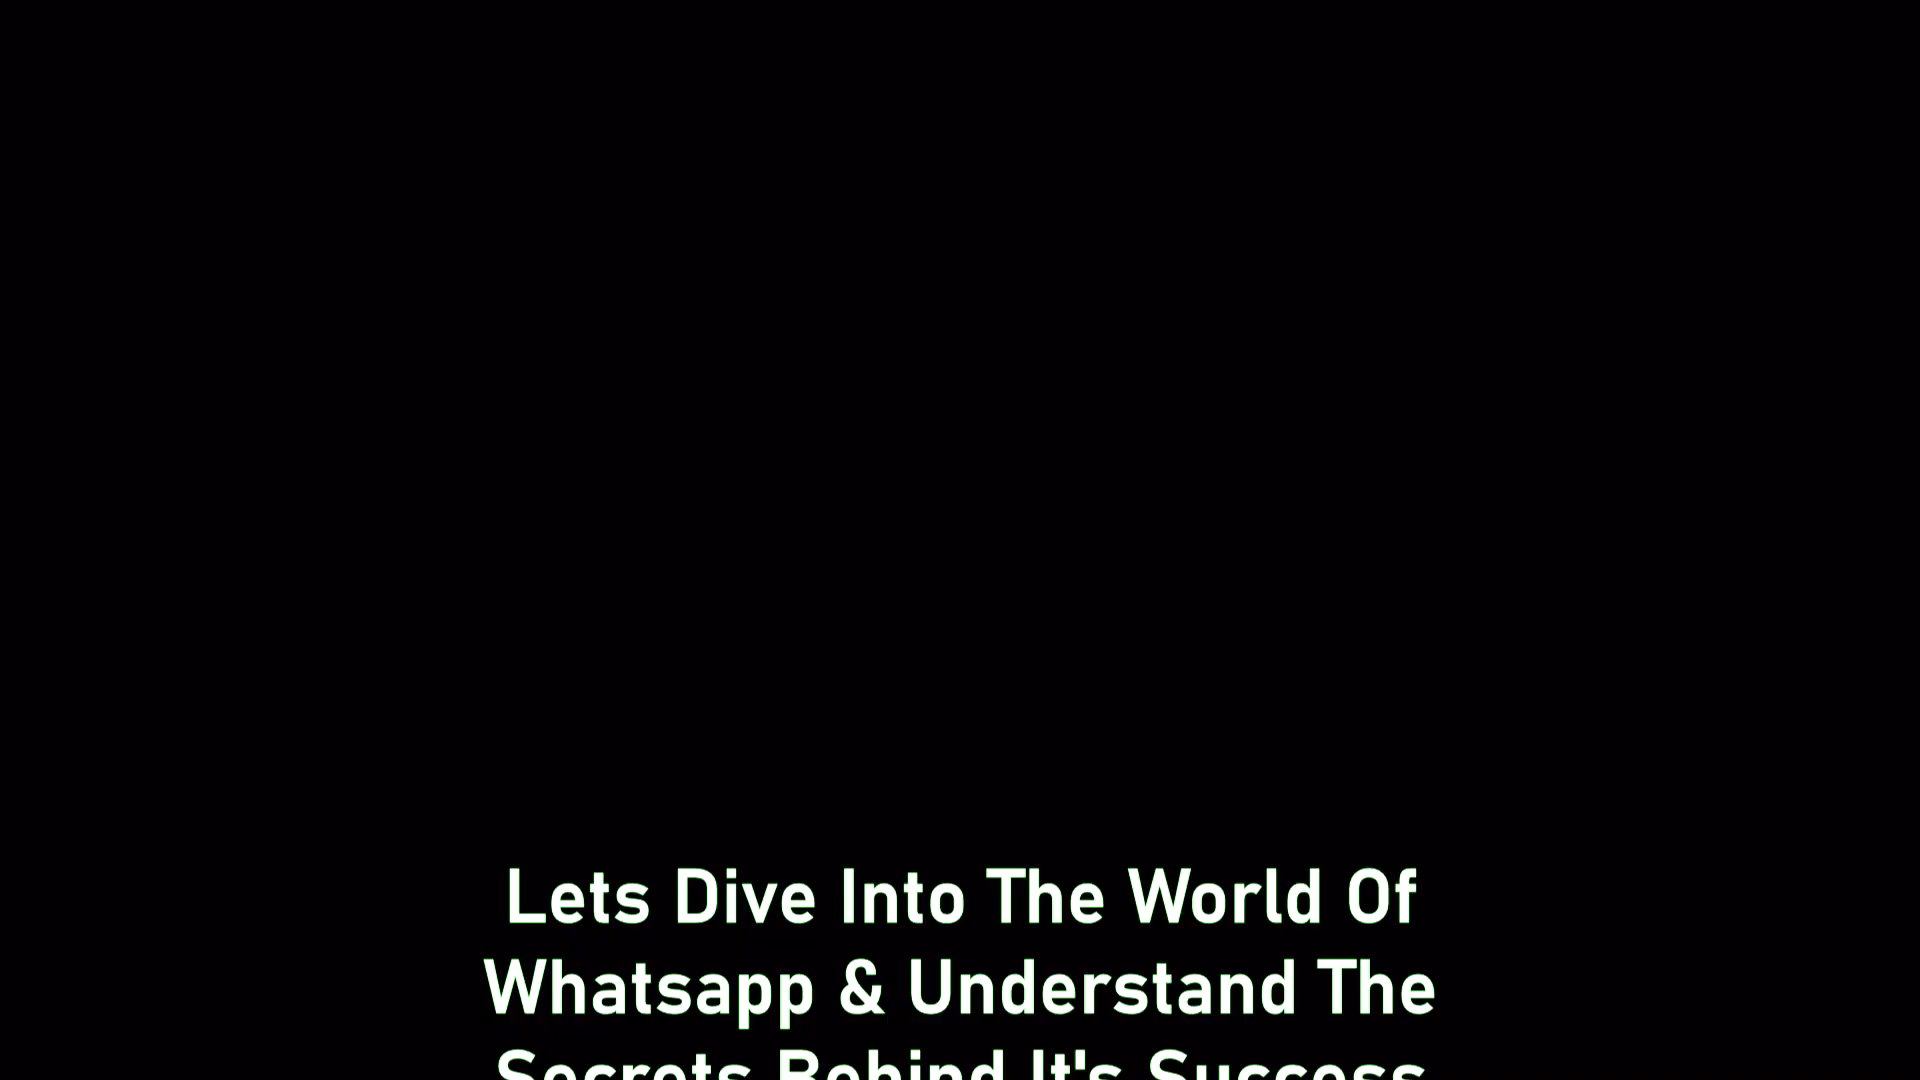 Lets Dive Into The World Of
Whatsapp & Understand The
Secrets Behind It's Success